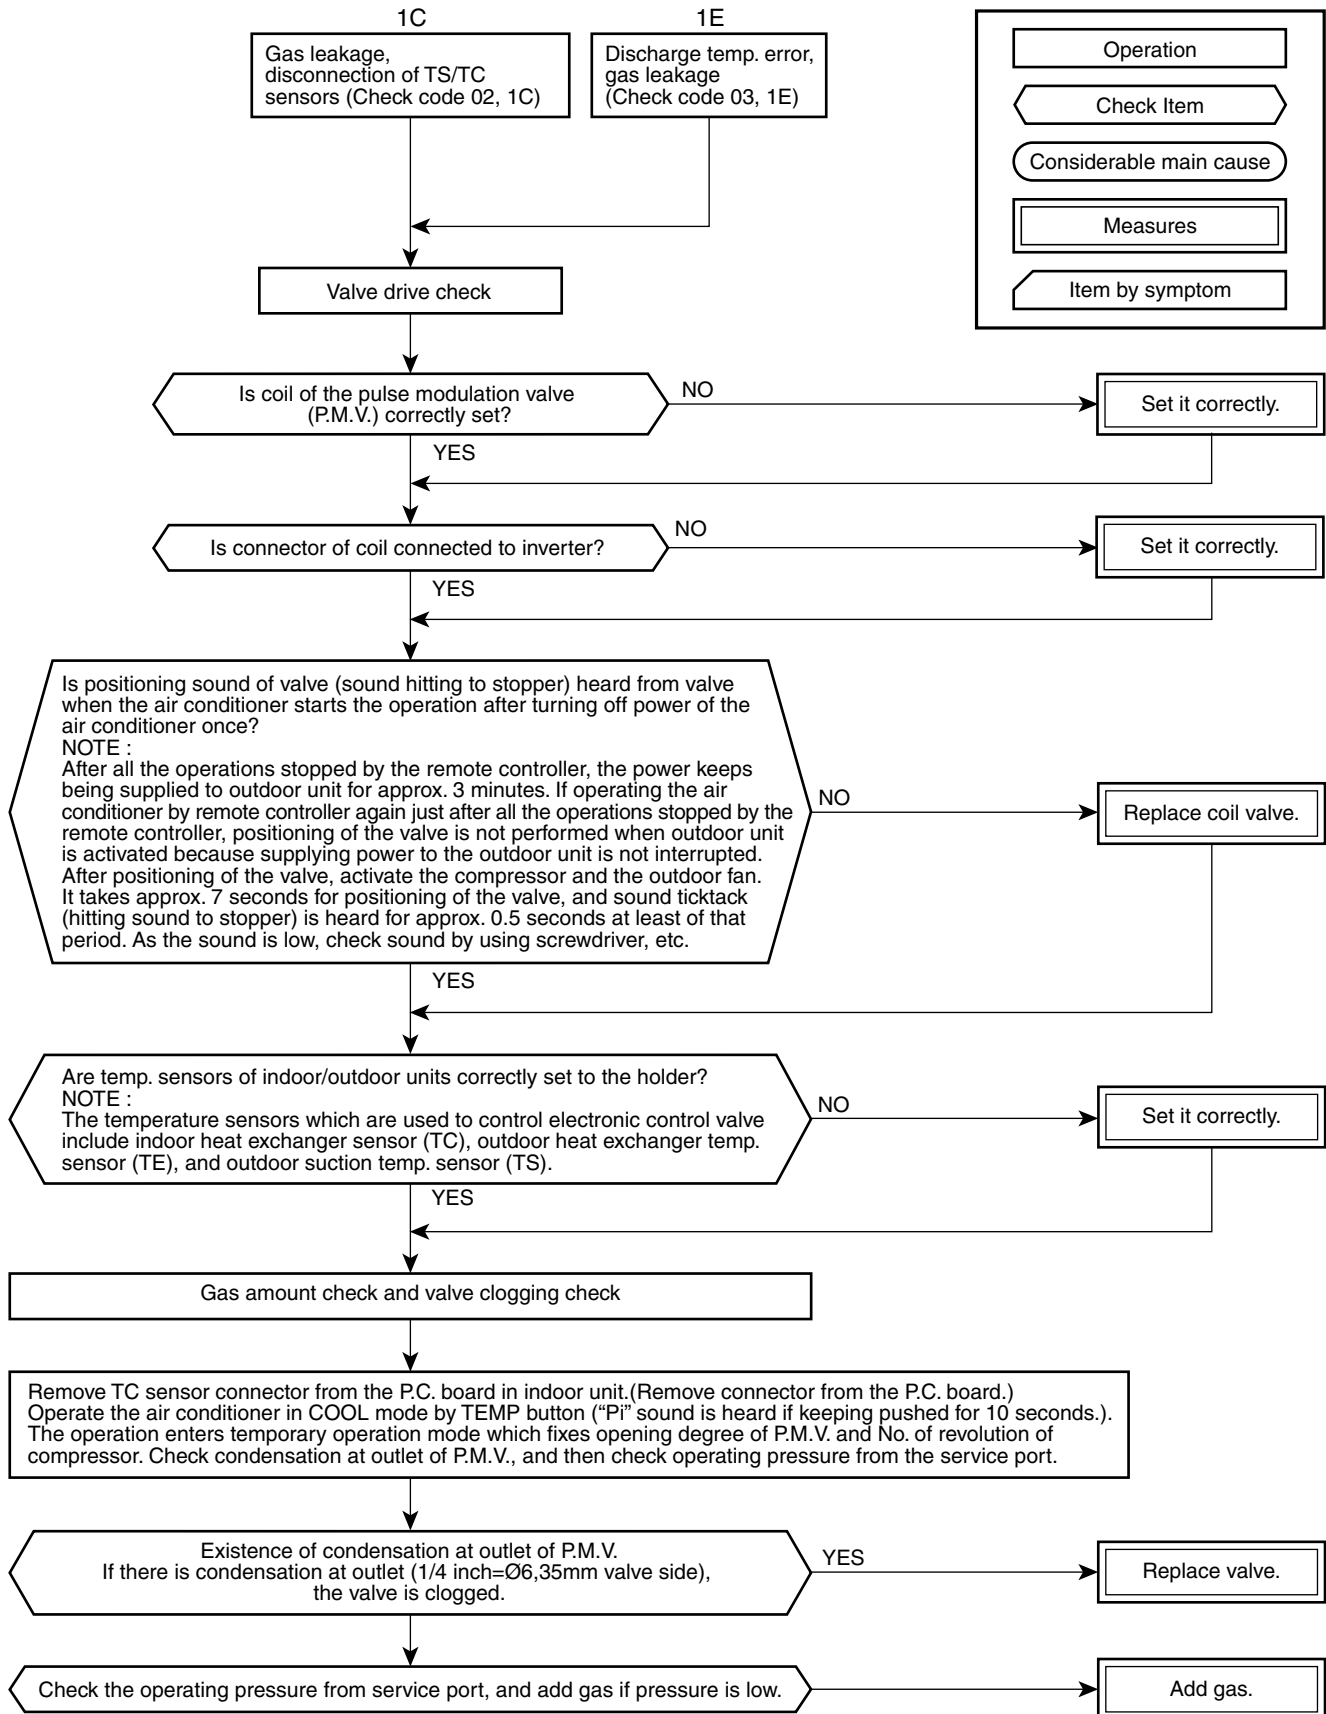 1C
Gas leakage,
disconnection of TS/TC
sensors (Check code 02, 1C)
1E
Discharge temp. error,
gas leakage
(Check code 03, 1E)
Operation
Check Item
Considerable main cause
Measures
Item by symptom
Valve drive check
Is coil of the pulse modulation valve
(P.M.V.) correctly set?
NO
Set it correctly.
YES
Is connector of coil connected to inverter?
NO
Set it correctly.
YES
Is positioning sound of valve (sound hitting to stopper) heard from valve
when the air conditioner starts the operation after turning off power of the
air conditioner once?
NOTE :
After all the operations stopped by the remote controller, the power keeps
being supplied to outdoor unit for approx. 3 minutes. If operating the air
conditioner by remote controller again just after all the operations stopped by the
remote controller, positioning of the valve is not performed when outdoor unit
is activated because supplying power to the outdoor unit is not interrupted.
After positioning of the valve, activate the compressor and the outdoor fan.
It takes approx. 7 seconds for positioning of the valve, and sound ticktack
(hitting sound to stopper) is heard for approx. 0.5 seconds at least of that
period. As the sound is low, check sound by using screwdriver, etc.
NO
Replace coil valve.
YES
Are temp. sensors of indoor/outdoor units correctly set to the holder?
NOTE :
The temperature sensors which are used to control electronic control valve
include indoor heat exchanger sensor (TC), outdoor heat exchanger temp.
sensor (TE), and outdoor suction temp. sensor (TS).
NO
Set it correctly.
YES
Gas amount check and valve clogging check
Remove TC sensor connector from the P.C. board in indoor unit.(Remove connector from the P.C. board.)
Operate the air conditioner in COOL mode by TEMP button (“Pi” sound is heard if keeping pushed for 10 seconds.).
The operation enters temporary operation mode which fixes opening degree of P.M.V. and No. of revolution of
compressor. Check condensation at outlet of P.M.V., and then check operating pressure from the service port.
Existence of condensation at outlet of P.M.V.
If there is condensation at outlet (1/4 inch=Ø6,35mm valve side),
the valve is clogged.
YES
Replace valve.
Check the operating pressure from service port, and add gas if pressure is low.
Add gas.